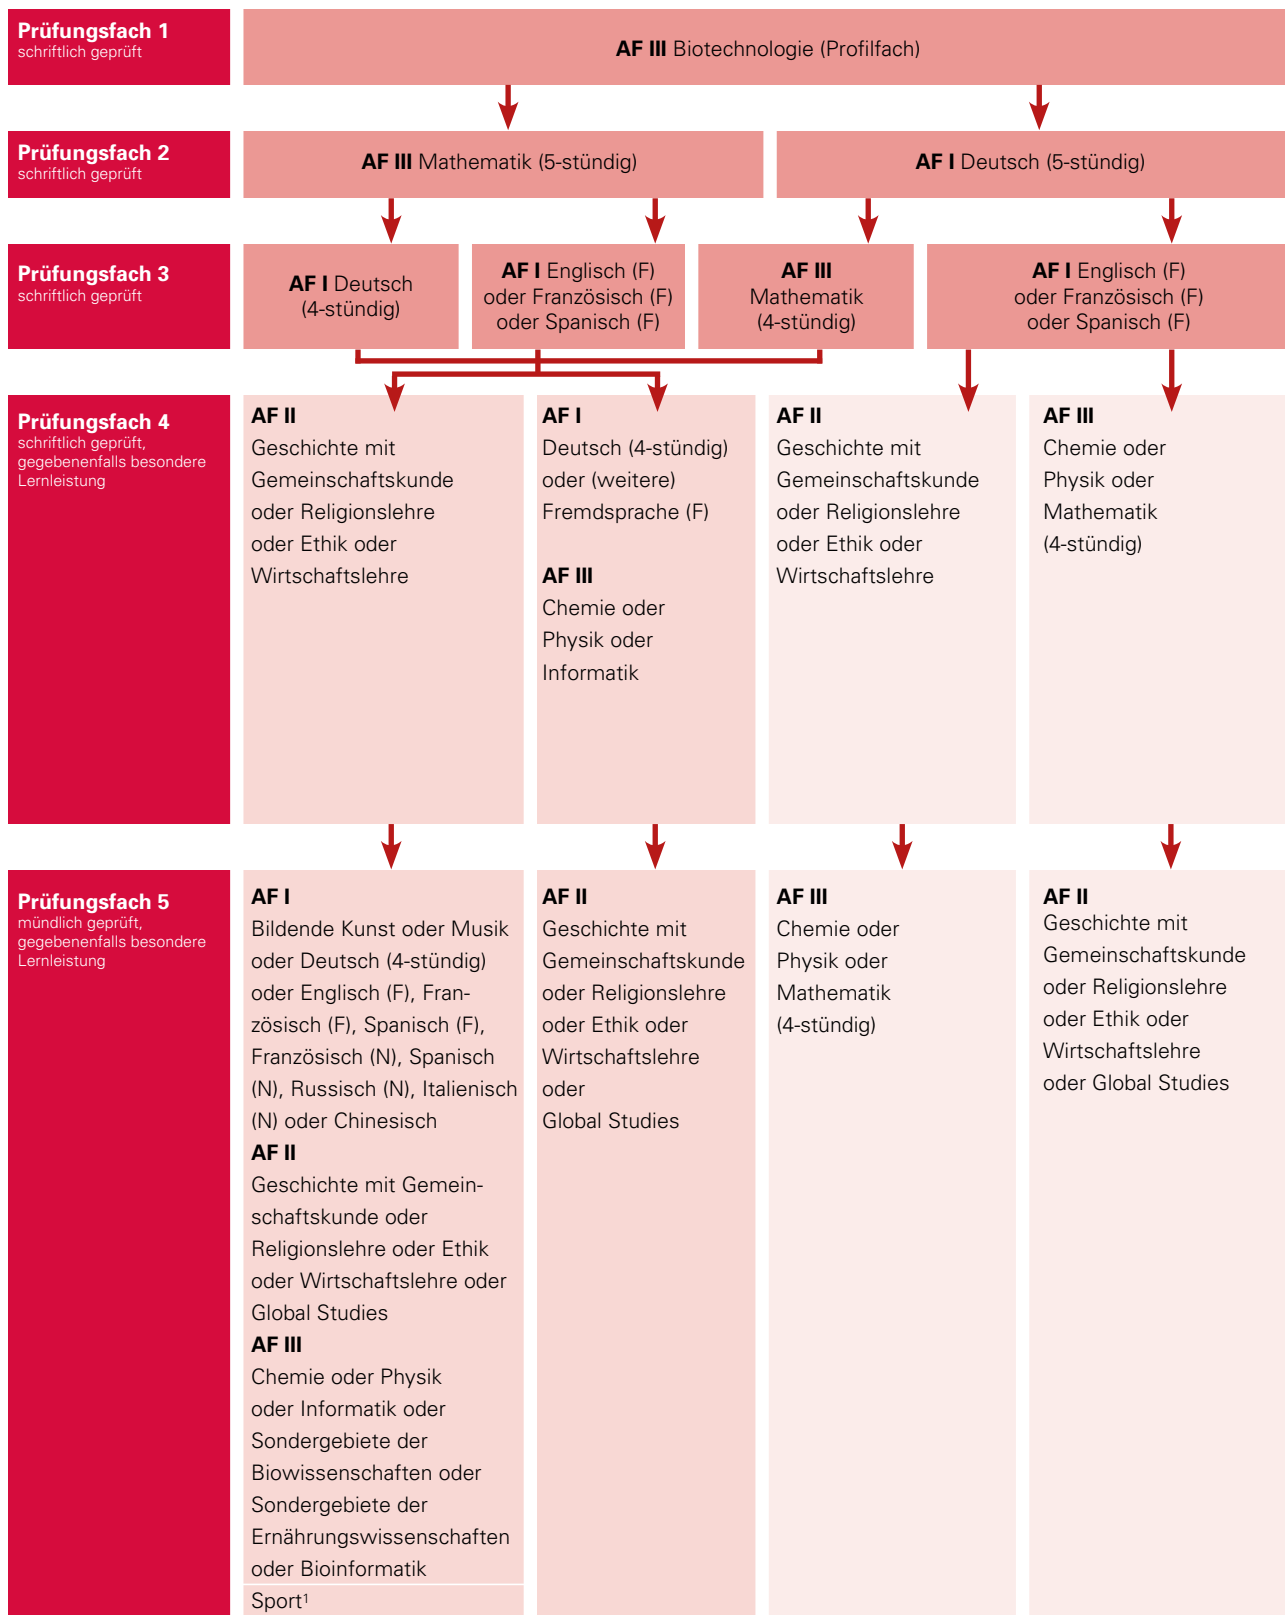 Prüfungsfach 1
schriftlich geprüft
AF III Biotechnologie (Profilfach)
Prüfungsfach 2
schriftlich geprüft
AF III Mathematik (5-stündig)
AF I Deutsch (5-stündig)
Prüfungsfach 3
schriftlich geprüft
AF I Deutsch
(4-stündig)
AF I Englisch (F)
oder Französisch (F)
oder Spanisch (F)
AF III
Mathematik
(4-stündig)
AF I Englisch (F)
oder Französisch (F)
oder Spanisch (F)
Prüfungsfach 4
schriftlich geprüft,
gegebenenfalls besondere
Lernleistung
AF II
Geschichte mit
Gemeinschaftskunde
oder Religionslehre
oder Ethik oder
Wirtschaftslehre
AF I
Deutsch (4-stündig)
oder (weitere)
Fremdsprache (F)
AF III
Chemie oder
Physik oder
Informatik
AF II
Geschichte mit
Gemeinschaftskunde
oder Religionslehre
oder Ethik oder
Wirtschaftslehre
AF III
Chemie oder
Physik oder
Mathematik
(4-stündig)
Prüfungsfach 5
mündlich geprüft,
gegebenenfalls besondere
Lernleistung
AF I
Bildende Kunst oder Musik
oder Deutsch (4-stündig)
oder Englisch (F), Fran-
zösisch (F), Spanisch (F),
Französisch (N), Spanisch
(N), Russisch (N), Italienisch
(N) oder Chinesisch
AF II
Geschichte mit Gemein-
schaftskunde oder
Religionslehre oder Ethik
oder Wirtschaftslehre oder
Global Studies
AF III
Chemie oder Physik
oder Informatik oder
Sondergebiete der
Biowissenschaften oder
Sondergebiete der
Ernährungswissenschaften
oder Bioinformatik
Sport¹
AF II
Geschichte mit
Gemeinschaftskunde
oder Religionslehre
oder Ethik oder
Wirtschaftslehre
oder
Global Studies
AF III
Chemie oder
Physik oder
Mathematik
(4-stündig)
AF II
Geschichte mit
Gemeinschaftskunde
oder Religionslehre
oder Ethik oder
Wirtschaftslehre
oder Global Studies